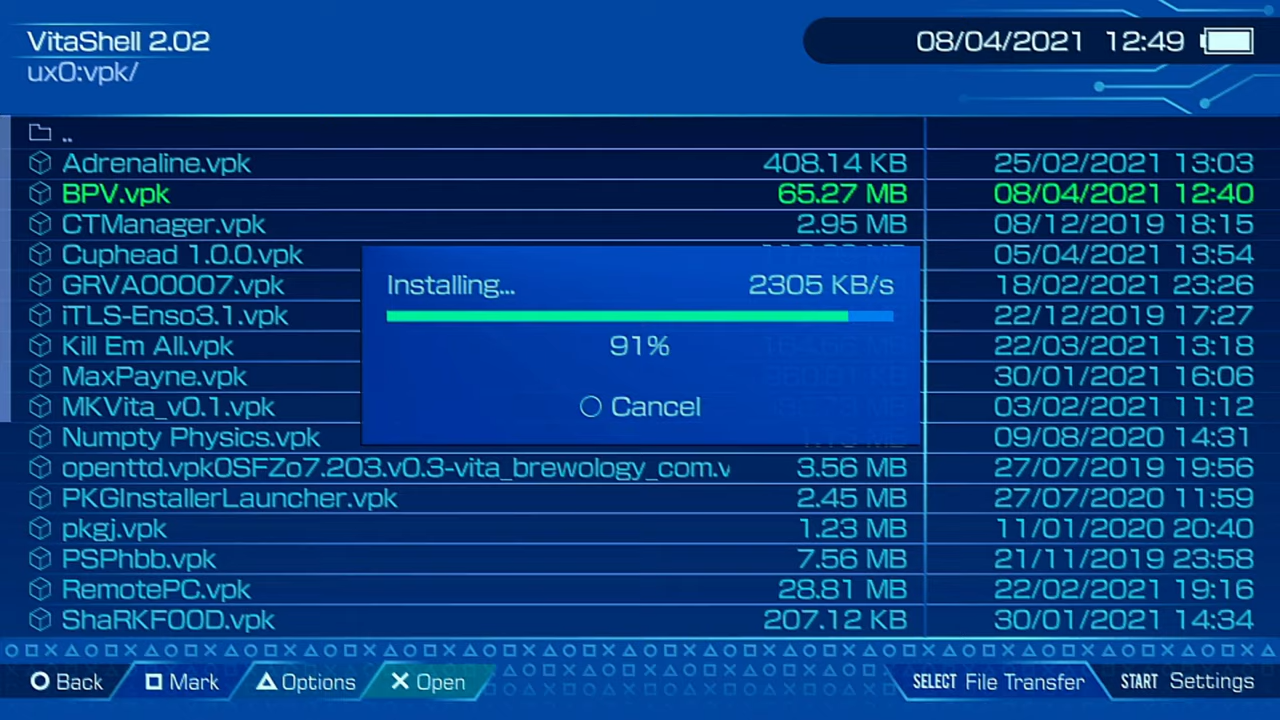 VitaShell 2.02 08/04/2021 12:49
ux0:vpk/
..
Adrenaline.vpk 408.14 KB 25/02/2021 13:03
BPV.vpk 65.27 MB 08/04/2021 12:40
CTManager.vpk 2.95 MB 08/12/2019 18:15
Cuphead 1.0.0.vpk 05/04/2021 13:54
GRVA00007.vpk Installing... 2305 KB/s 18/02/2021 23:26
iTLS-Enso3.1.vpk 22/12/2019 17:27
Kill Em All.vpk 91% 22/03/2021 13:18
MaxPayne.vpk 30/01/2021 16:06
MKVita_v0.1.vpk Cancel 03/02/2021 11:12
Numpty Physics.vpk 09/08/2020 14:31
openttd.vpk0SFZo7.203.v0.3-vita_brewology_com.v 3.56 MB 27/07/2019 19:56
PKGInstallerLauncher.vpk 2.45 MB 27/07/2020 11:59
pkgj.vpk 1.23 MB 11/01/2020 20:40
PSPhbb.vpk 7.56 MB 21/11/2019 23:58
RemotePC.vpk 28.81 MB 22/02/2021 19:16
ShaRKF00D.vpk 207.12 KB 30/01/2021 14:34
Back Mark Options Open SELECT File Transfer START Settings